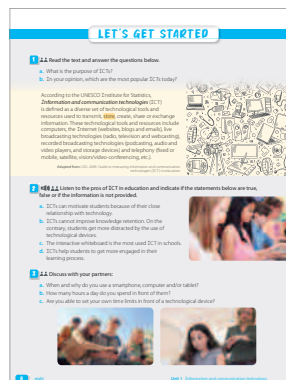 LET'S GET STARTED
1 Read the text and answer the questions below.
a. What is the purpose of ICTs?
b. In your opinion, which are the most popular ICTs today?
According to the UNESCO Institute for Statistics,
Information and communication technologies (ICT)
is defined as a diverse set of technological tools and
resources used to transmit, store, create, share or exchange
information. These technological tools and resources include
computers, the Internet (websites, blogs and emails), live
broadcasting technologies (radio, television and webcasting),
recorded broadcasting technologies (podcasting, audio and
video players, and storage devices) and telephony (fixed or
mobile, satellite, visio/video-conferencing, etc.).
2 Listen to the pros of ICT in education and indicate if the statements below are true,
false or if the information is not provided.
a. ICTs can motivate students because of their close
relationship with technology.
b. ICTs cannot improve knowledge retention. On the
contrary, students get more distracted by the use of
technological devices.
c. The interactive whiteboard is the most used ICT in schools.
d. ICTs help students to get more engaged in their
learning process.
3 Discuss with your partners:
a. When and why do you use a smartphone, computer and/or tablet?
b. How many hours a day do you spend in front of them?
c. Are you able to set your own time limits in front of a technological device?
8
Unit 1 Information and communication technologies